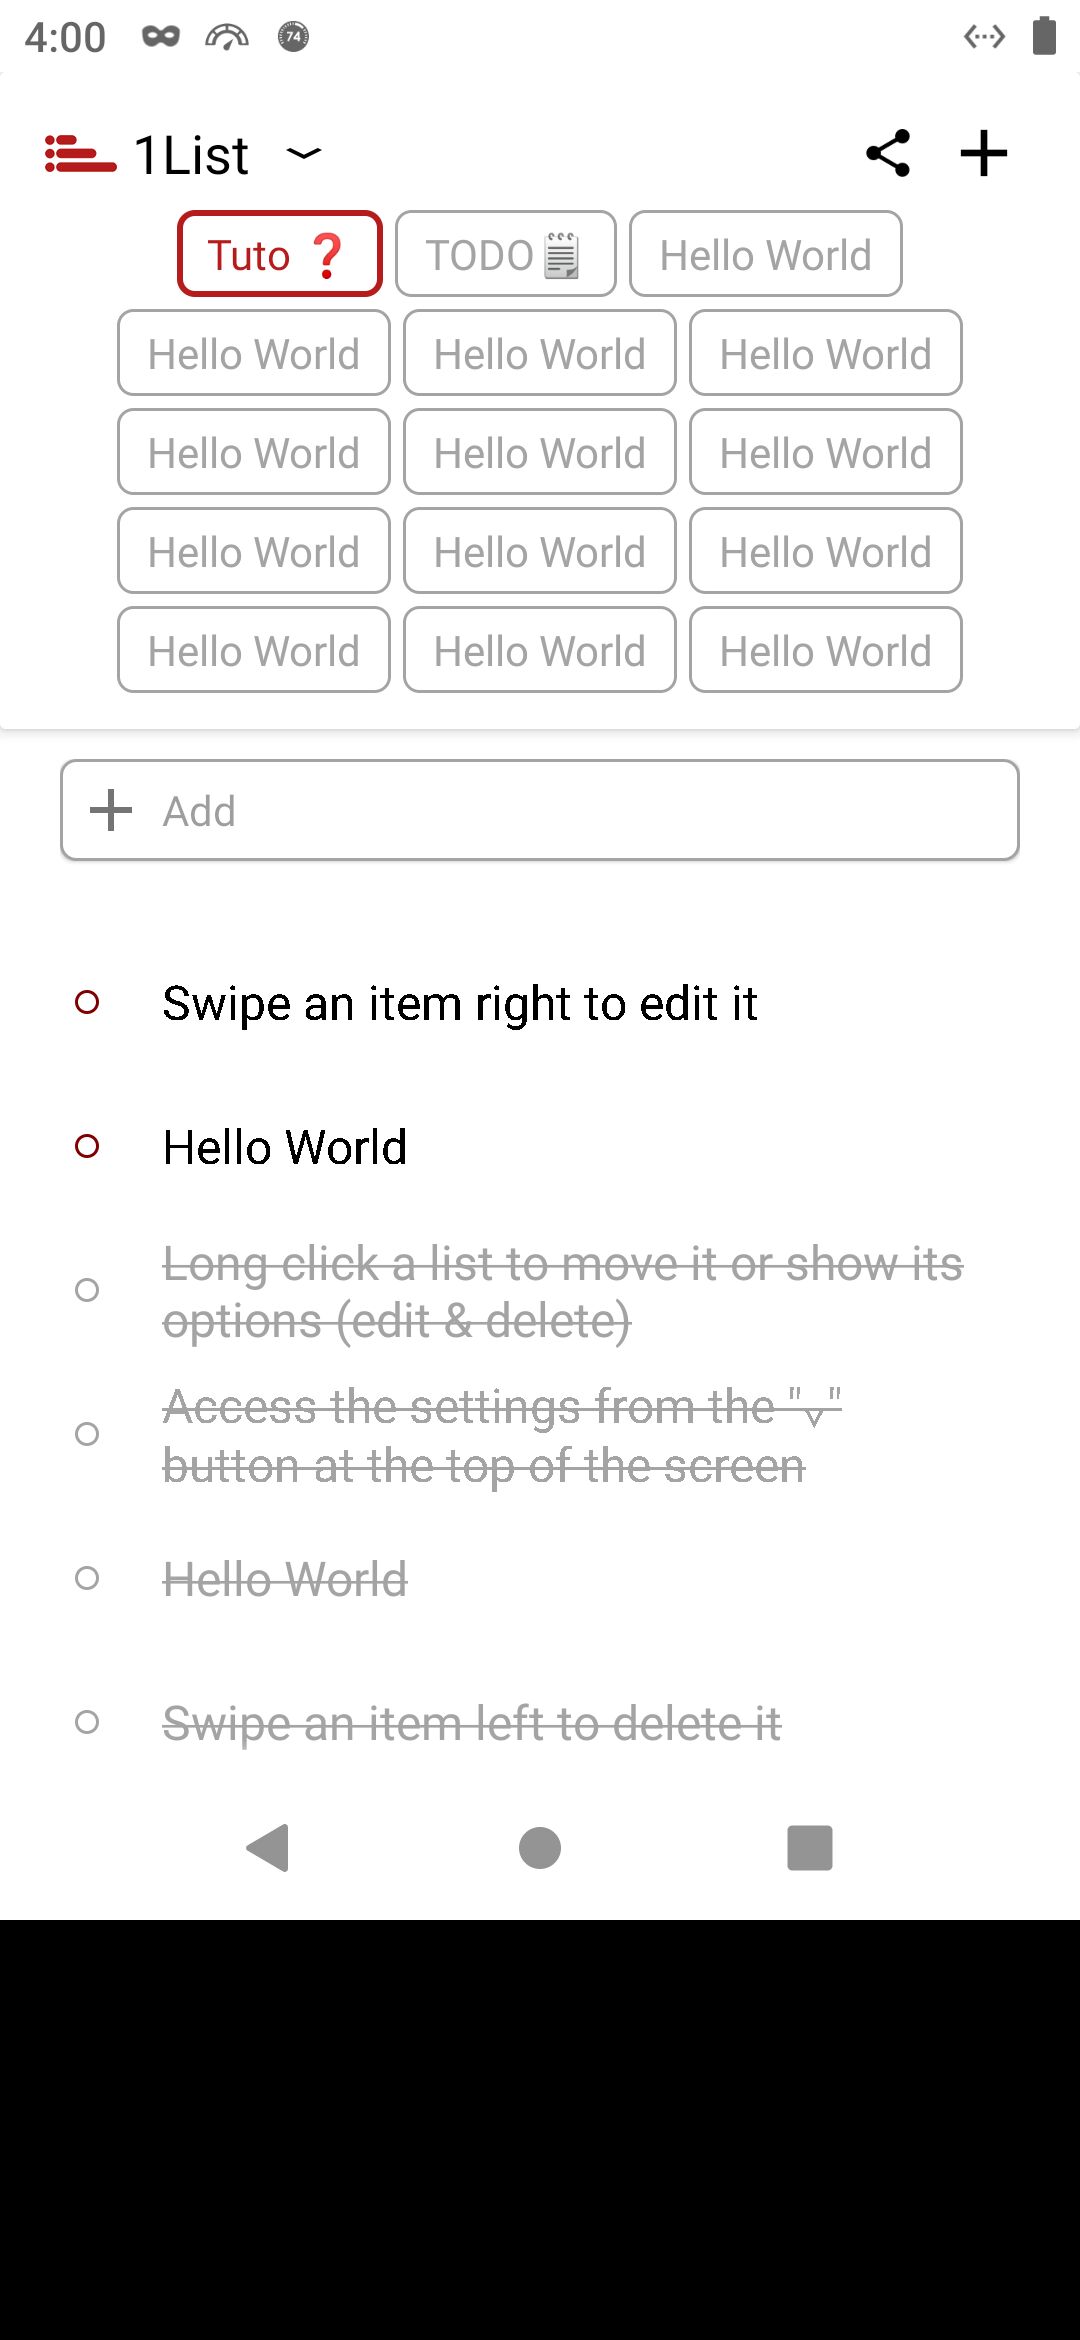 4:00 74
1List
Tuto ❓ TODO🗒 Hello World
Hello World Hello World Hello World
Hello World Hello World Hello World
Hello World Hello World Hello World
Hello World Hello World Hello World
Add
Swipe an item right to edit it
Hello World
Long click a list to move it or show its
options (edit & delete)
Access the settings from the "⌄"
button at the top of the screen
Hello World
Swipe an item left to delete it